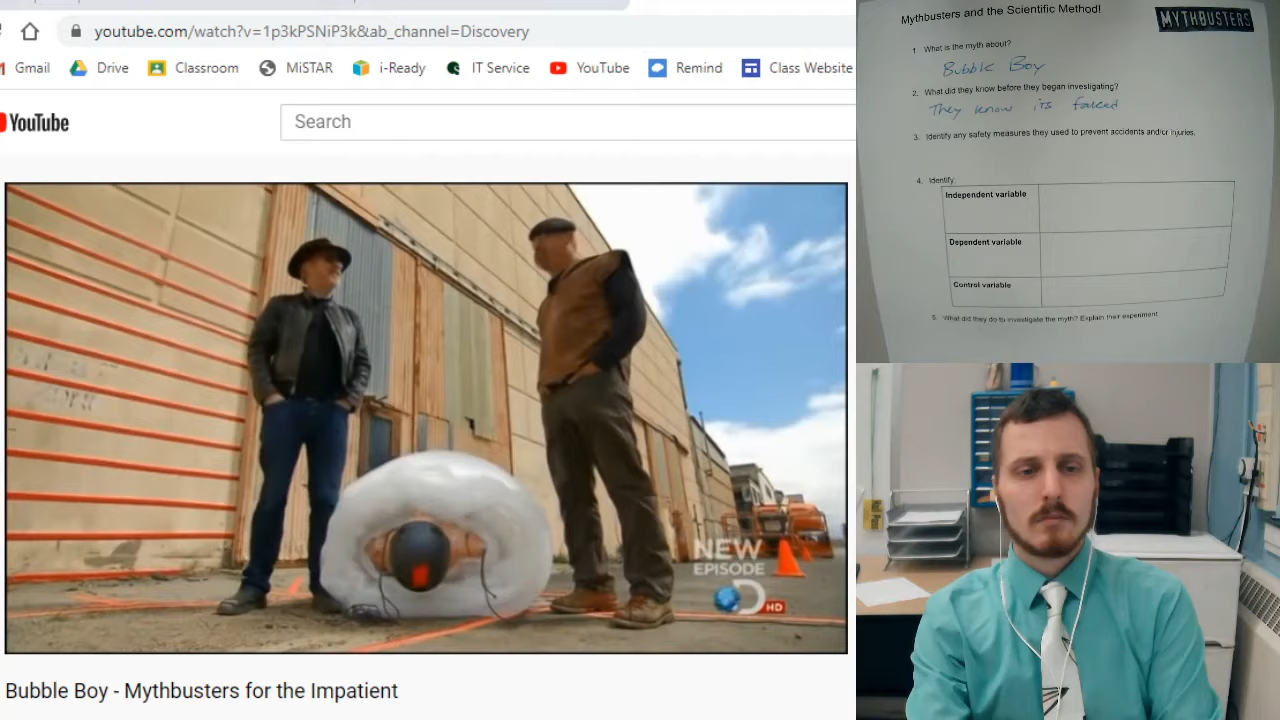 youtube.com/watch?v=1p3kPSNiP3k&ab_channel=Discovery
Gmail Drive Classroom MiSTAR i-Ready IT Service YouTube Remind Class Website
YouTube
Search
NEW
EPISODE
D HD
Bubble Boy - Mythbusters for the Impatient
Mythbusters and the Scientific Method!
MYTHBUSTERS
1 What is the myth about?
Bubble Boy
2. What did they know before they began investigating?
They know its faked
3. Identify any safety measures they used to prevent accidents and/or injuries.
4. Identify:
Independent variable
Dependent variable
Control variable
5. What did they do to investigate the myth? Explain their experiment